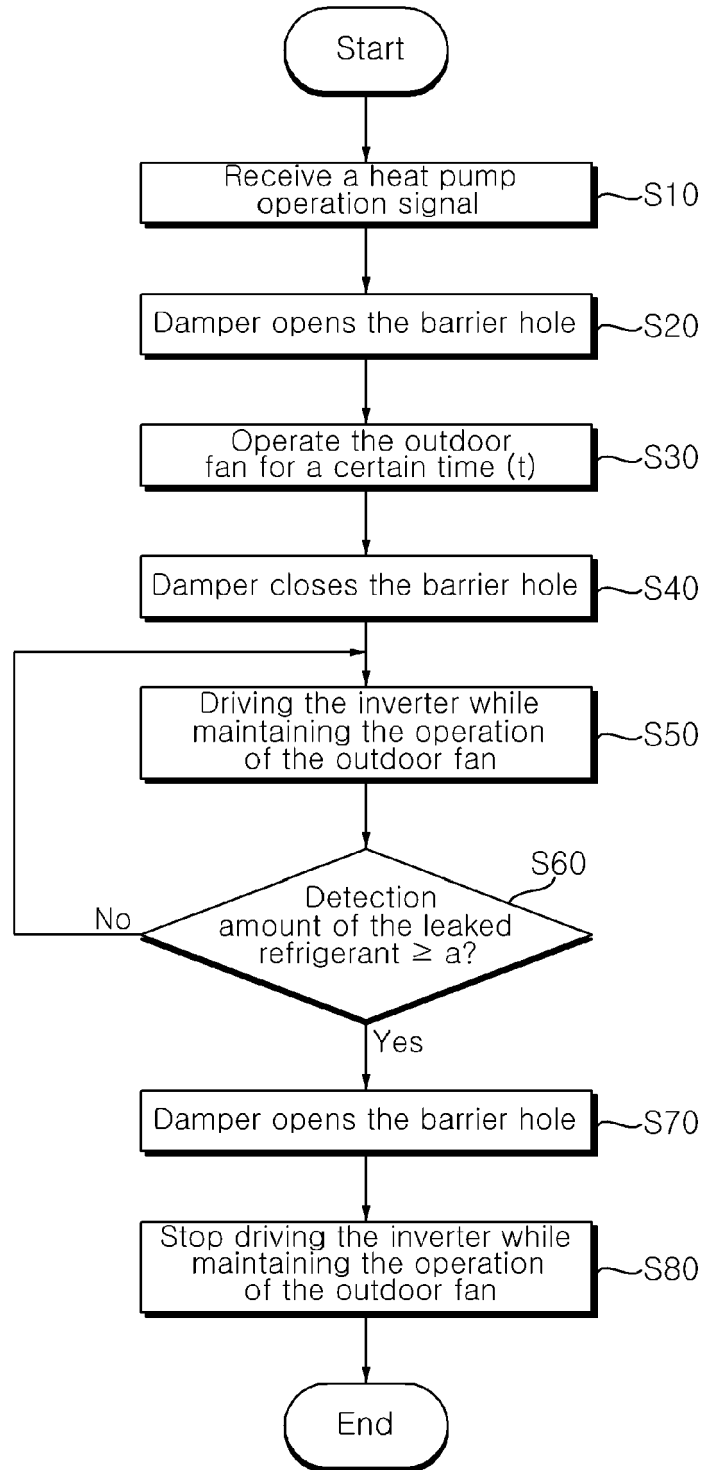 Start
Receive a heat pump
operation signal
S10
Damper opens the barrier hole
S20
Operate the outdoor
fan for a certain time (t)
S30
Damper closes the barrier hole
S40
Driving the inverter while
maintaining the operation
of the outdoor fan
S50
S60
Detection
amount of the leaked
refrigerant ≥ a?
No
Yes
Damper opens the barrier hole
S70
Stop driving the inverter while
maintaining the operation
of the outdoor fan
S80
End